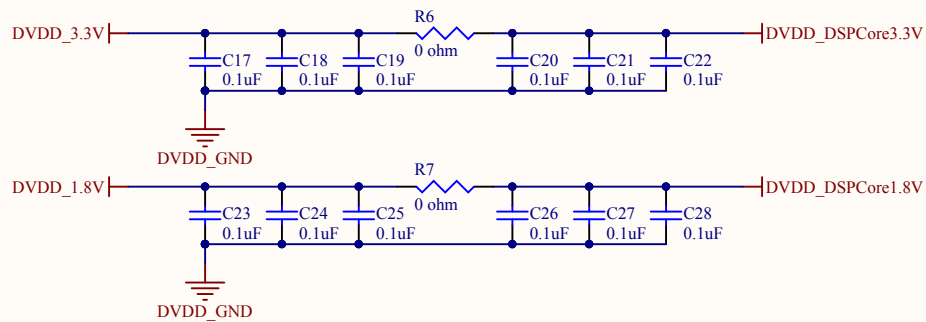 R6
DVDD_3.3V
DVDD_DSPCore3.3V
0 ohm
C17
C18
C19
C20
C21
C22
0.1uF
0.1uF
0.1uF
0.1uF
0.1uF
0.1uF
DVDD_GND
R7
DVDD_1.8V
DVDD_DSPCore1.8V
0 ohm
C23
C24
C25
C26
C27
C28
0.1uF
0.1uF
0.1uF
0.1uF
0.1uF
0.1uF
DVDD_GND